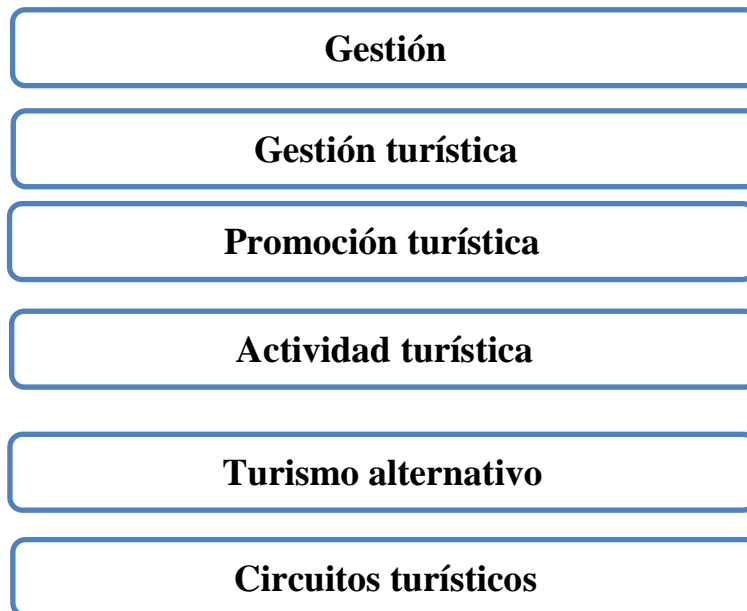 Gestión
Gestión turística
Promoción turística
Actividad turística
Turismo alternativo
Circuitos turísticos